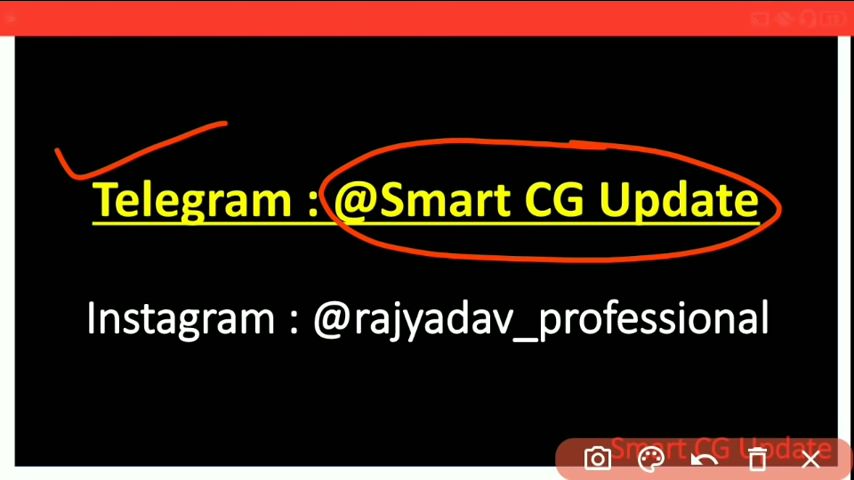 Telegram : @Smart CG Update
Instagram : @rajyadav_professional
Smart CG Update